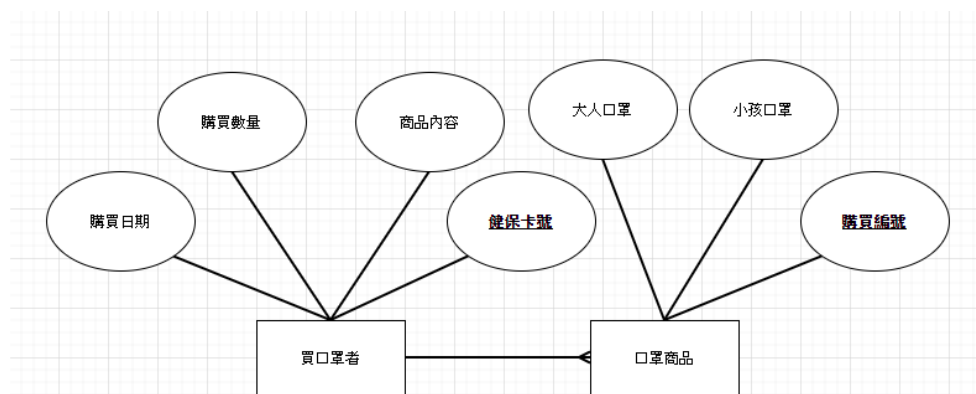 大人口罩
小孩口罩
購買數量
商品內容
購買日期
健保卡號
購買編號
買口罩者
口罩商品